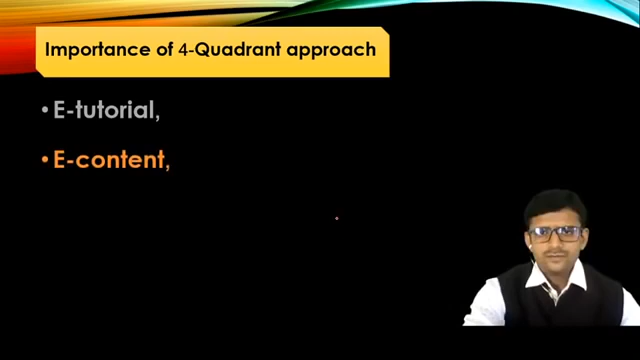 Importance of 4-Quadrant approach
• E-tutorial,
• E-content,